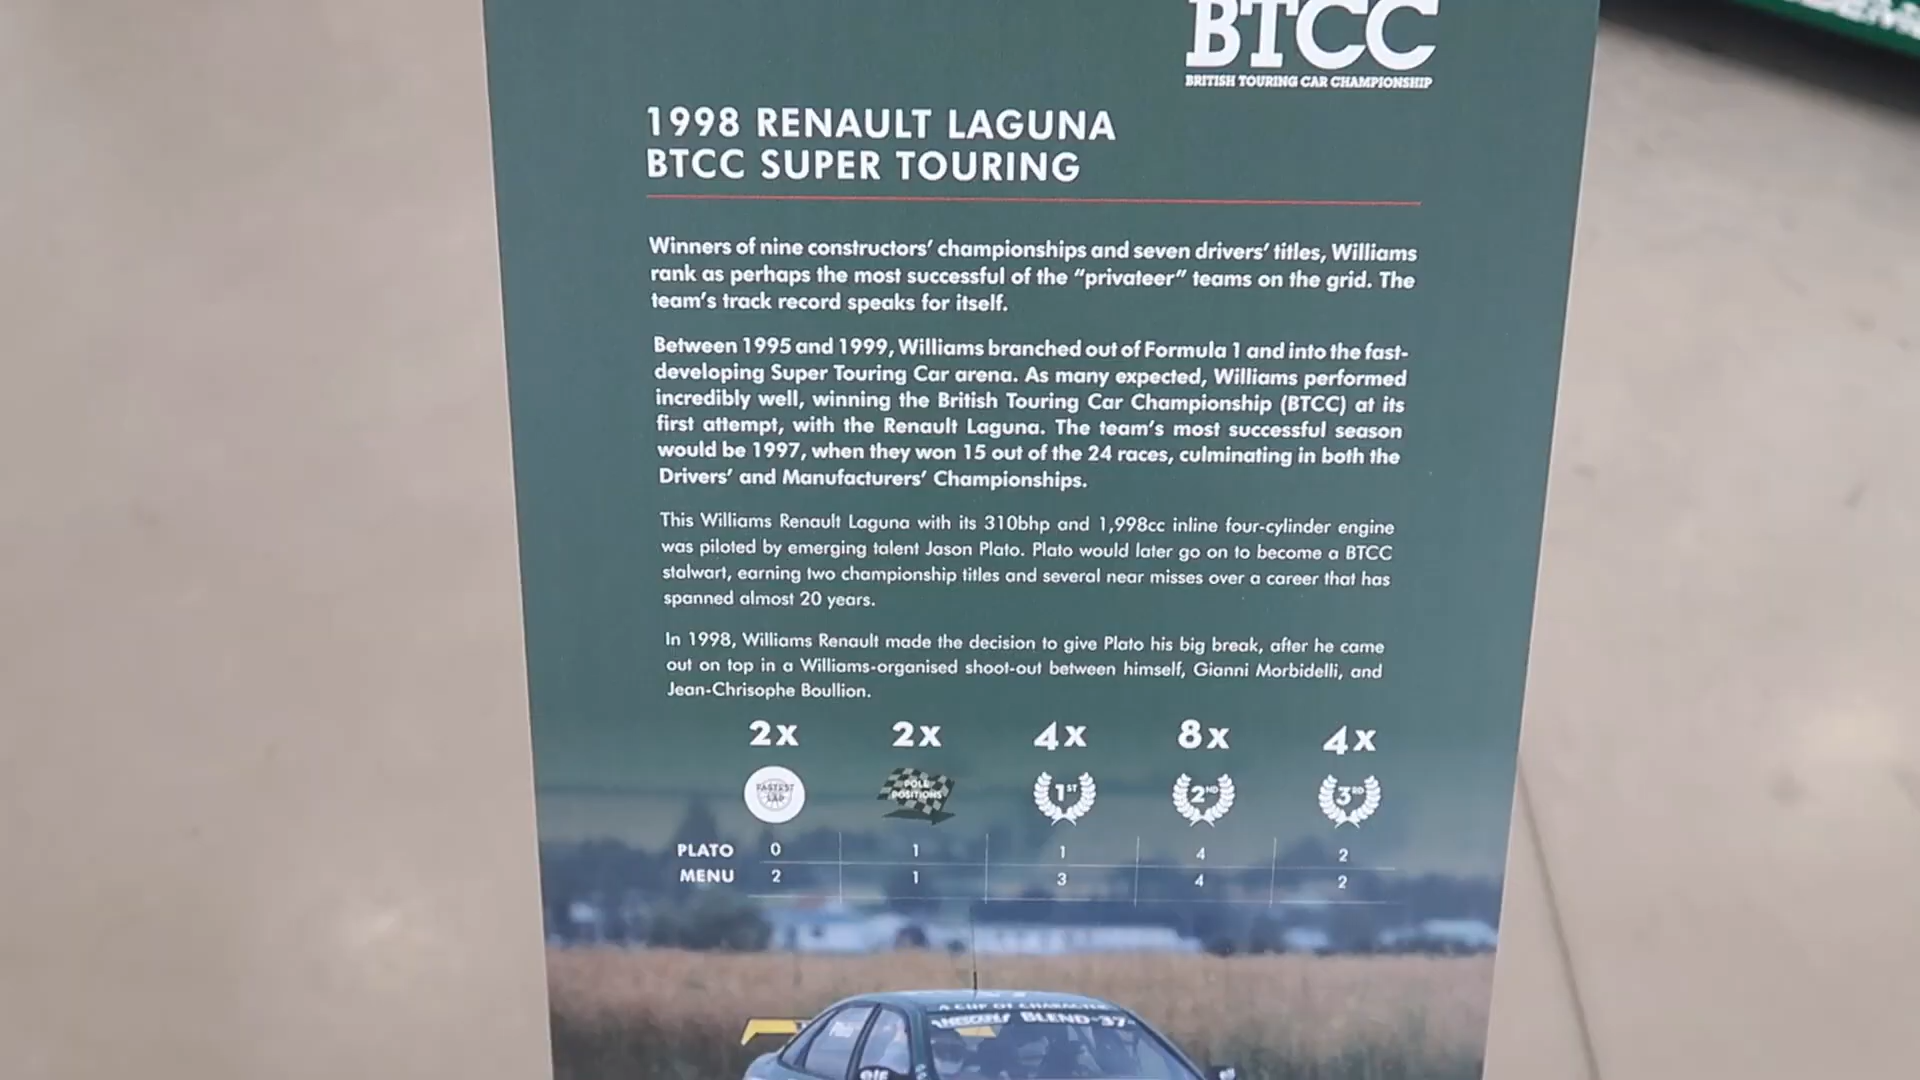 BTCC
BRITISH TOURING CAR CHAMPIONSHIP
1998 RENAULT LAGUNA
BTCC SUPER TOURING
Winners of nine constructors' championships and seven drivers' titles, Williams
rank as perhaps the most successful of the "privateer" teams on the grid. The
team's track record speaks for itself.
Between 1995 and 1999, Williams branched out of Formula 1 and into the fast-
developing Super Touring Car arena. As many expected, Williams performed
incredibly well, winning the British Touring Car Championship (BTCC) at its
first attempt, with the Renault Laguna. The team's most successful season
would be 1997, when they won 15 out of the 24 races, culminating in both the
Drivers' and Manufacturers' Championships.
This Williams Renault Laguna with its 310bhp and 1,998cc inline four-cylinder engine
was piloted by emerging talent Jason Plato. Plato would later go on to become a BTCC
stalwart, earning two championship titles and several near misses over a career that has
spanned almost 20 years.
In 1998, Williams Renault made the decision to give Plato his big break, after he came
out on top in a Williams-organised shoot-out between himself, Gianni Morbidelli, and
Jean-Chrisophe Boullion.
2x 2x 4x 8x 4x
FASTEST LAP POLE POSITIONS 1ST 2ND 3RD
PLATO 0 1 1 4 2
MENU 2 1 3 4 2
A CUP OF CHARACTER
BLEND 37
elf